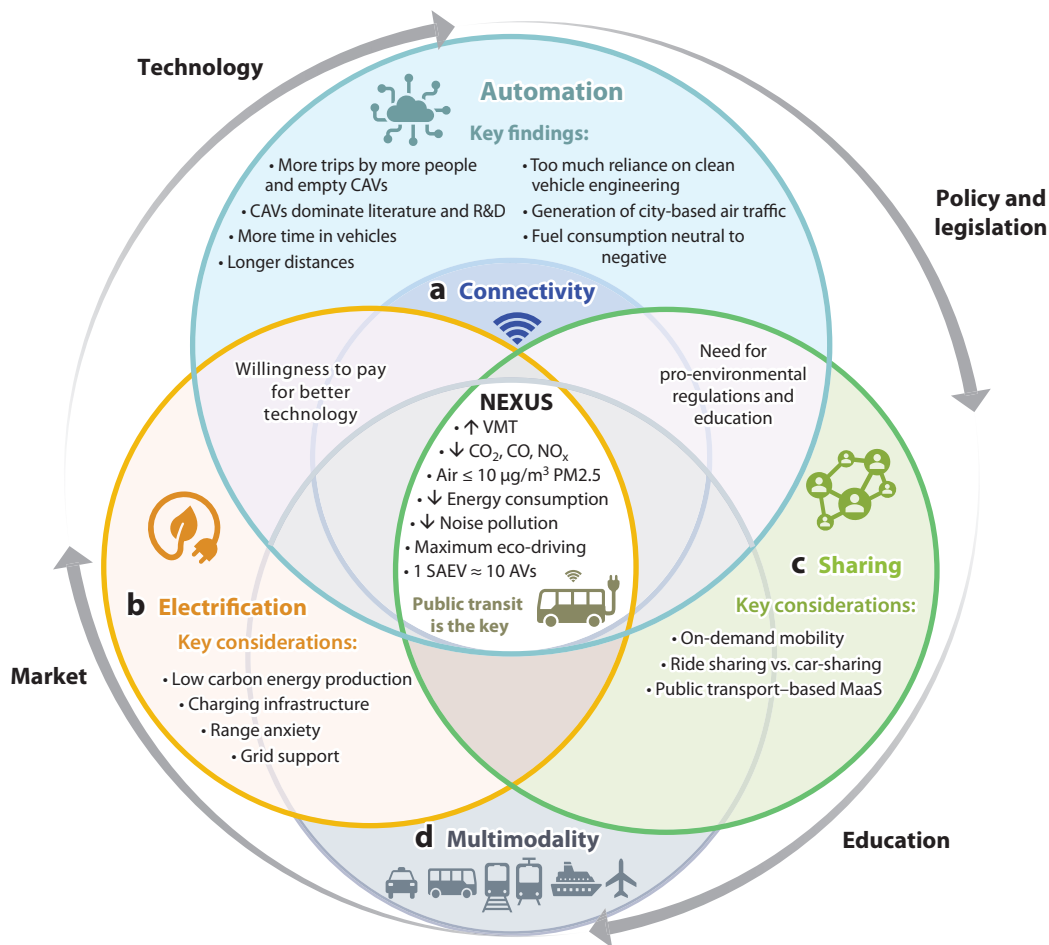 Technology
Automation
Key findings:
• More trips by more people
and empty CAVs
• CAVs dominate literature and R&D
• More time in vehicles
• Longer distances
• Too much reliance on clean
vehicle engineering
• Generation of city-based air traffic
• Fuel consumption neutral to
negative
Policy and
legislation
a Connectivity
Willingness to pay
for better
technology
Need for
pro-environmental
regulations and
education
NEXUS
• ↑ VMT
• ↓ CO₂, CO, NOₓ
• Air ≤ 10 µg/m³ PM2.5
• ↓ Energy consumption
• ↓ Noise pollution
• Maximum eco-driving
• 1 SAEV ≈ 10 AVs
Public transit
is the key
b Electrification
Key considerations:
• Low carbon energy production
• Charging infrastructure
• Range anxiety
• Grid support
c Sharing
Key considerations:
• On-demand mobility
• Ride sharing vs. car-sharing
• Public transport–based MaaS
Market
d Multimodality
Education